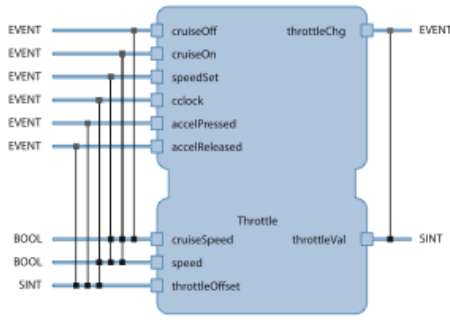 EVENT cruiseOff throttleChg EVENT
EVENT cruiseOn
EVENT speedSet
EVENT cclock
EVENT accelPressed
EVENT accelReleased
Throttle
BOOL cruiseSpeed throttleVal SINT
BOOL speed
SINT throttleOffset